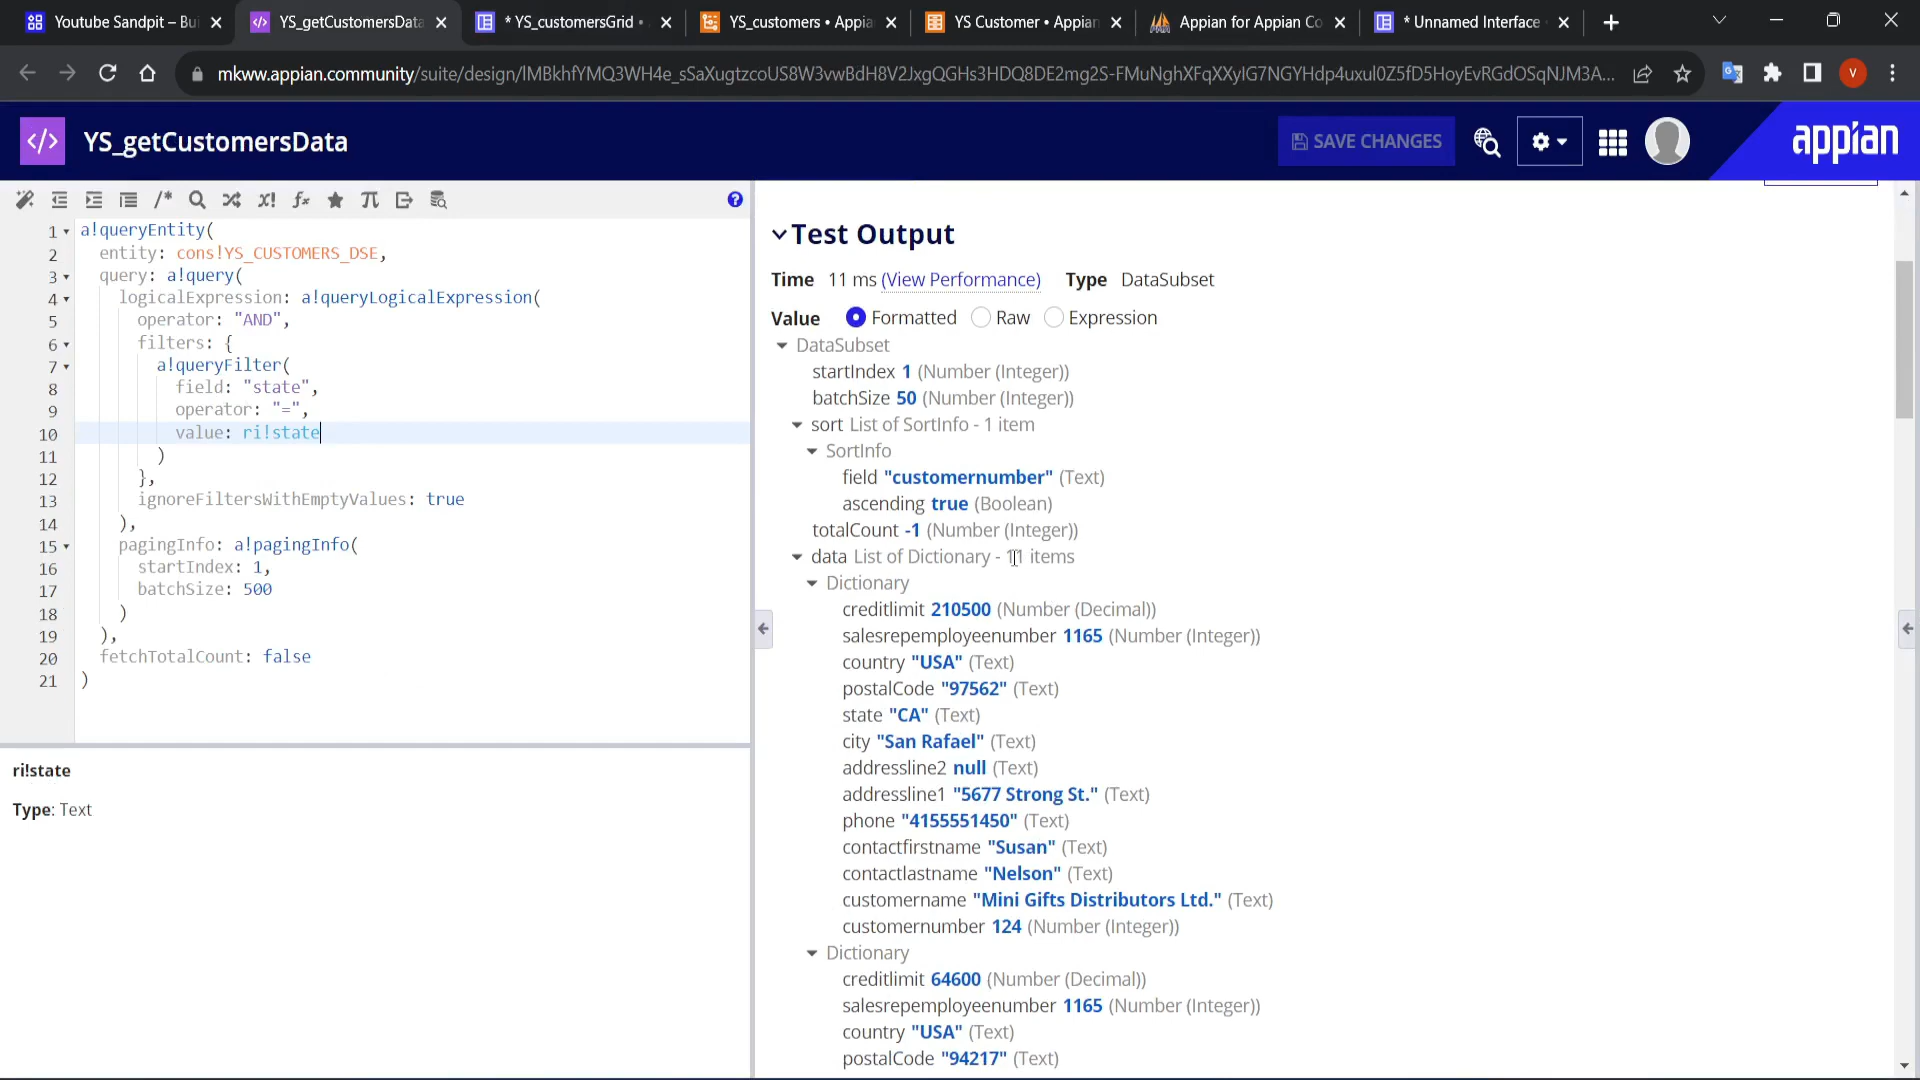 Youtube Sandpit – Bu
YS_getCustomersData
* YS_customersGrid •
YS_customers • Appia
YS Customer • Appian
Appian for Appian Co
* Unnamed Interface
mkww.appian.community/suite/design/
V
</> YS_getCustomersData
SAVE CHANGES
appian
1 a!queryEntity(
2 entity: cons!YS_CUSTOMERS_DSE,
3 query: a!query(
4 logicalExpression: a!queryLogicalExpression(
5 operator: "AND",
6 filters: {
7 a!queryFilter(
8 field: "state",
9 operator: "=",
10 value: ri!state
11 )
12 },
13 ignoreFiltersWithEmptyValues: true
14 ),
15 pagingInfo: a!pagingInfo(
16 startIndex: 1,
17 batchSize: 500
18 )
19 ),
20 fetchTotalCount: false
21 )
ri!state
Type: Text
Test Output
Time 11 ms (View Performance) Type DataSubset
Value Formatted Raw Expression
DataSubset
startIndex 1 (Number (Integer))
batchSize 50 (Number (Integer))
sort List of SortInfo - 1 item
SortInfo
field "customernumber" (Text)
ascending true (Boolean)
totalCount -1 (Number (Integer))
data List of Dictionary - 11 items
Dictionary
creditlimit 210500 (Number (Decimal))
salesrepemployeenumber 1165 (Number (Integer))
country "USA" (Text)
postalCode "97562" (Text)
state "CA" (Text)
city "San Rafael" (Text)
addressline2 null (Text)
addressline1 "5677 Strong St." (Text)
phone "4155551450" (Text)
contactfirstname "Susan" (Text)
contactlastname "Nelson" (Text)
customername "Mini Gifts Distributors Ltd." (Text)
customernumber 124 (Number (Integer))
Dictionary
creditlimit 64600 (Number (Decimal))
salesrepemployeenumber 1165 (Number (Integer))
country "USA" (Text)
postalCode "94217" (Text)